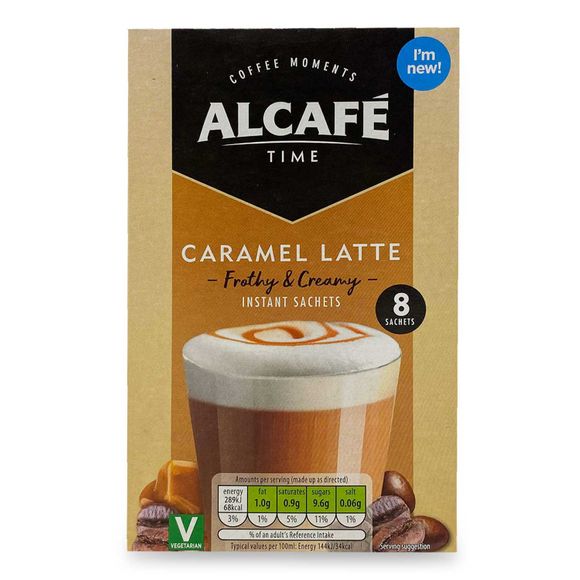 I'm
new!
COFFEE MOMENTS
ALCAFÉ
TIME
CARAMEL LATTE
– Frothy & Creamy –
INSTANT SACHETS
8
SACHETS
Amounts per serving (made up as directed)
energy fat saturates sugars salt
289kJ 1.0g 0.9g 9.6g 0.06g
68kcal
3% 1% 5% 11% 1%
% of an adult's Reference Intake
Typical values per 100ml: Energy 144kJ/34kcal
V
VEGETARIAN
Serving suggestion